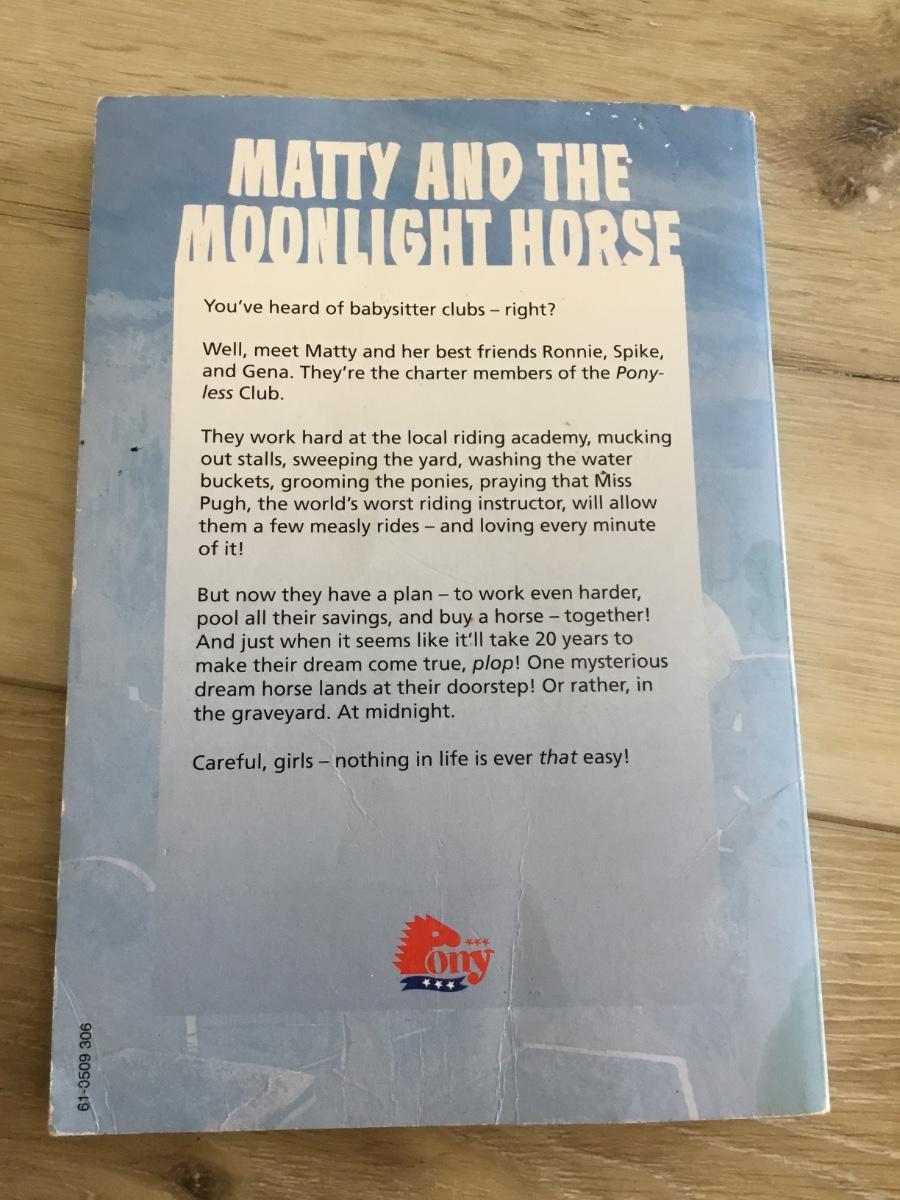 MATTY AND THE
MOONLIGHT HORSE
You've heard of babysitter clubs – right?
Well, meet Matty and her best friends Ronnie, Spike,
and Gena. They're the charter members of the Pony-
less Club.
They work hard at the local riding academy, mucking
out stalls, sweeping the yard, washing the water
buckets, grooming the ponies, praying that Miss
Pugh, the world's worst riding instructor, will allow
them a few measly rides – and loving every minute
of it!
But now they have a plan – to work even harder,
pool all their savings, and buy a horse – together!
And just when it seems like it'll take 20 years to
make their dream come true, plop! One mysterious
dream horse lands at their doorstep! Or rather, in
the graveyard. At midnight.
Careful, girls – nothing in life is ever that easy!
Pony
61-0509 306